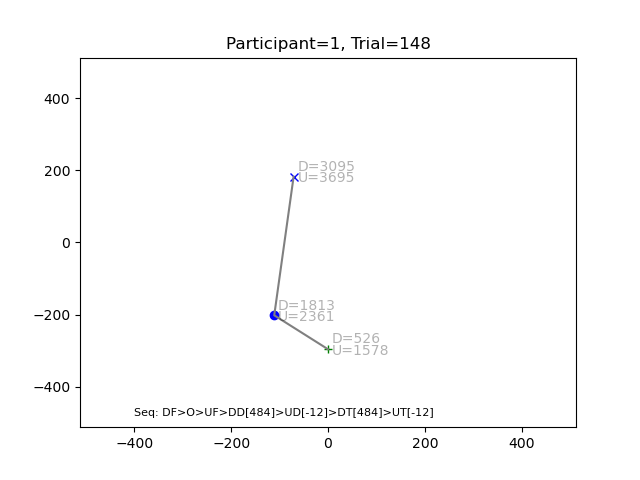 Participant=1, Trial=148
400
200
0
−200
−400
D=3095
U=3695
D=1813
U=2361
D=526
U=1578
Seq: DF>O>UF>DD[484]>UD[-12]>DT[484]>UT[-12]
−400 −200 0 200 400